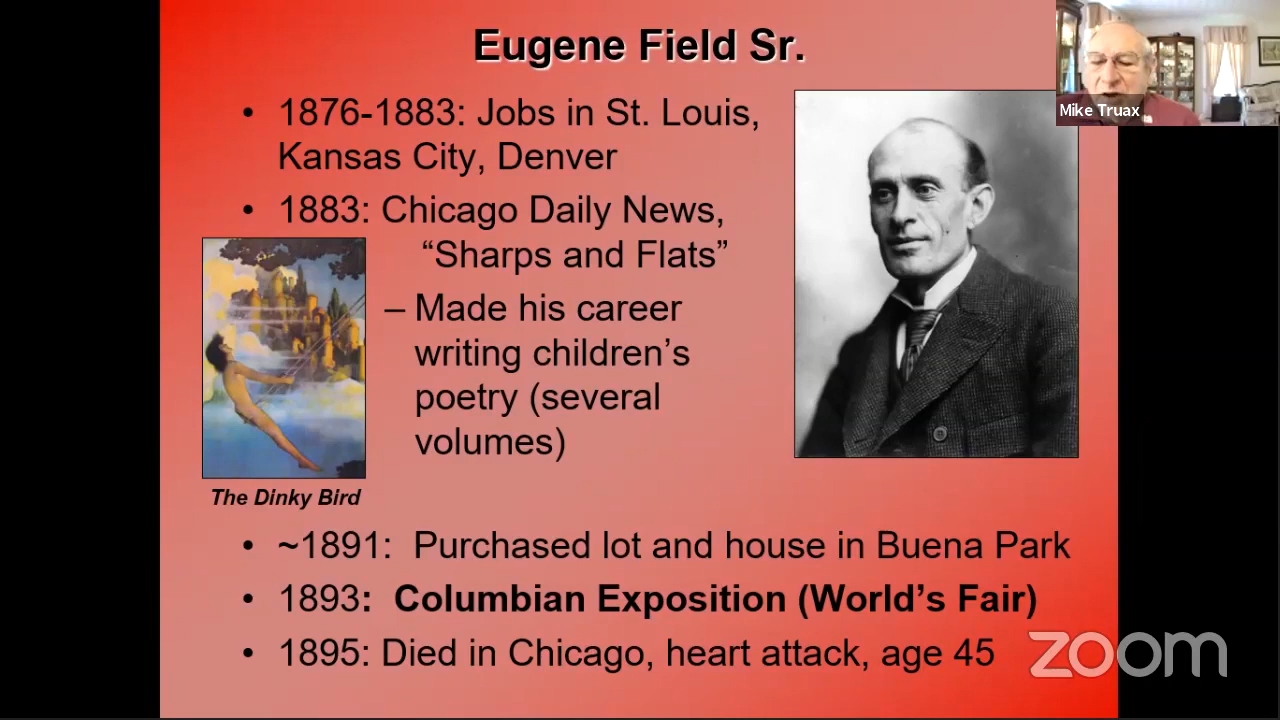 Eugene Field Sr.
• 1876-1883: Jobs in St. Louis,
Kansas City, Denver
• 1883: Chicago Daily News,
“Sharps and Flats”
– Made his career
writing children’s
poetry (several
volumes)
The Dinky Bird
• ~1891: Purchased lot and house in Buena Park
• 1893: Columbian Exposition (World’s Fair)
• 1895: Died in Chicago, heart attack, age 45
Mike Truax
zoom